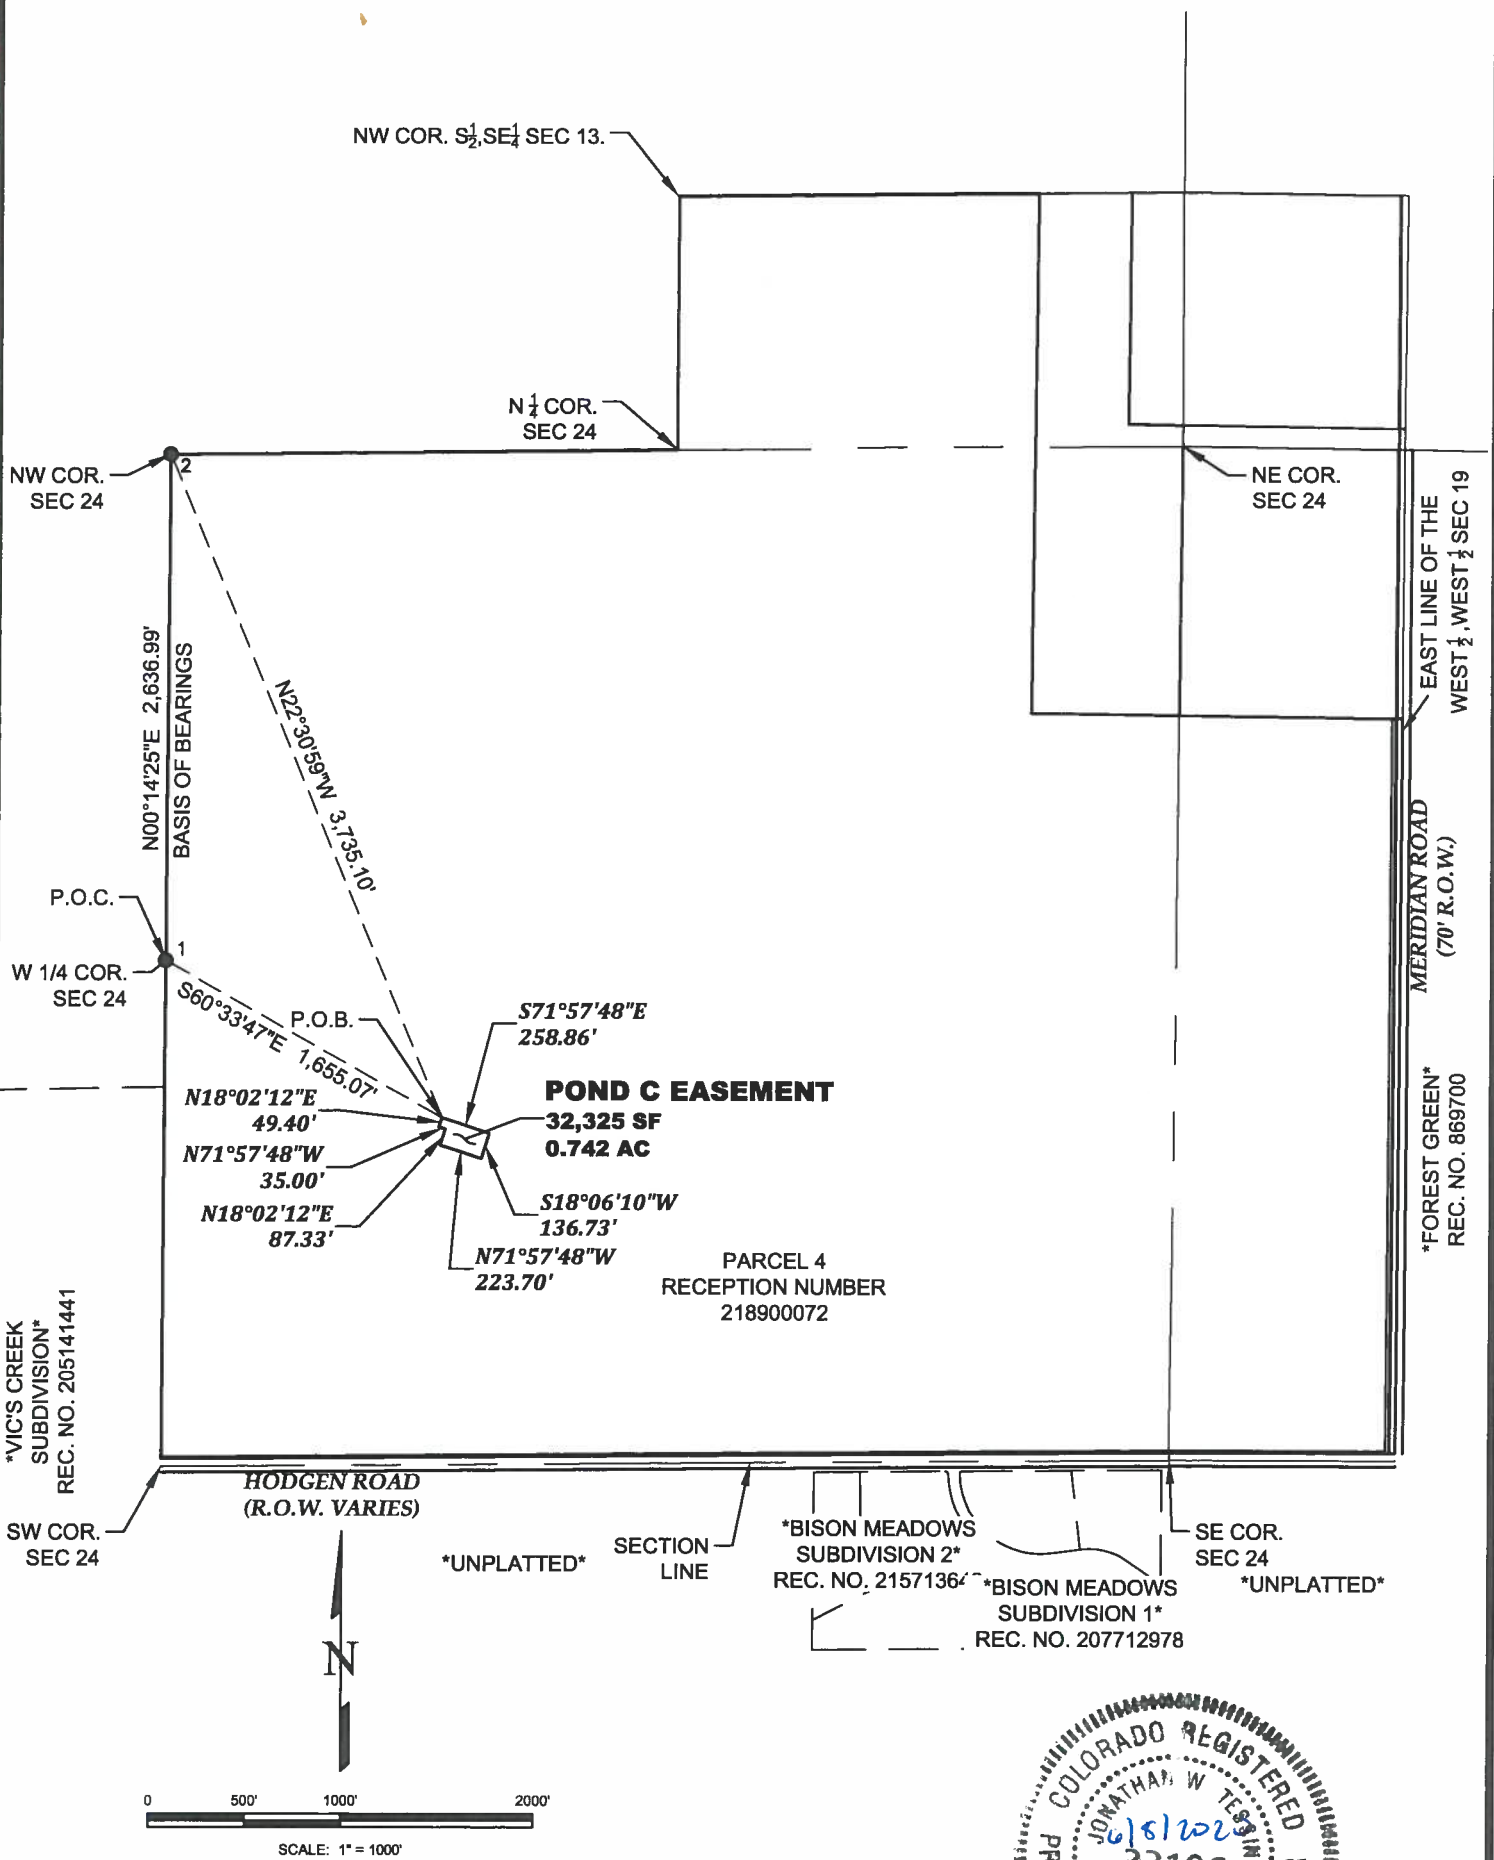 NW COR. S½,SE¼ SEC 13.
N ¼ COR.
SEC 24
NW COR.
SEC 24
2
NE COR.
SEC 24
EAST LINE OF THE
WEST ½,WEST ½ SEC 19
N00°14'25"E 2,636.99'
BASIS OF BEARINGS
N22°30'59"W 3,735.10'
P.O.C.
1
W 1/4 COR.
SEC 24
S60°33'47"E 1,655.07'
P.O.B.
S71°57'48"E
258.86'
MERIDIAN ROAD
(70' R.O.W.)
POND C EASEMENT
32,325 SF
0.742 AC
N18°02'12"E
49.40'
N71°57'48"W
35.00'
N18°02'12"E
87.33'
S18°06'10"W
136.73'
N71°57'48"W
223.70'
*FOREST GREEN*
REC. NO. 869700
PARCEL 4
RECEPTION NUMBER
218900072
*VIC'S CREEK
SUBDIVISION*
REC. NO. 205141441
HODGEN ROAD
(R.O.W. VARIES)
SW COR.
SEC 24
*UNPLATTED*
SECTION
LINE
*BISON MEADOWS
SUBDIVISION 2*
REC. NO.
*BISON MEADOWS
SUBDIVISION 1*
REC. NO. 207712978
SE COR.
SEC 24
*UNPLATTED*
N
0 500' 1000' 2000'
SCALE: 1" = 1000'
COLORADO REGISTERED
JONATHAN W